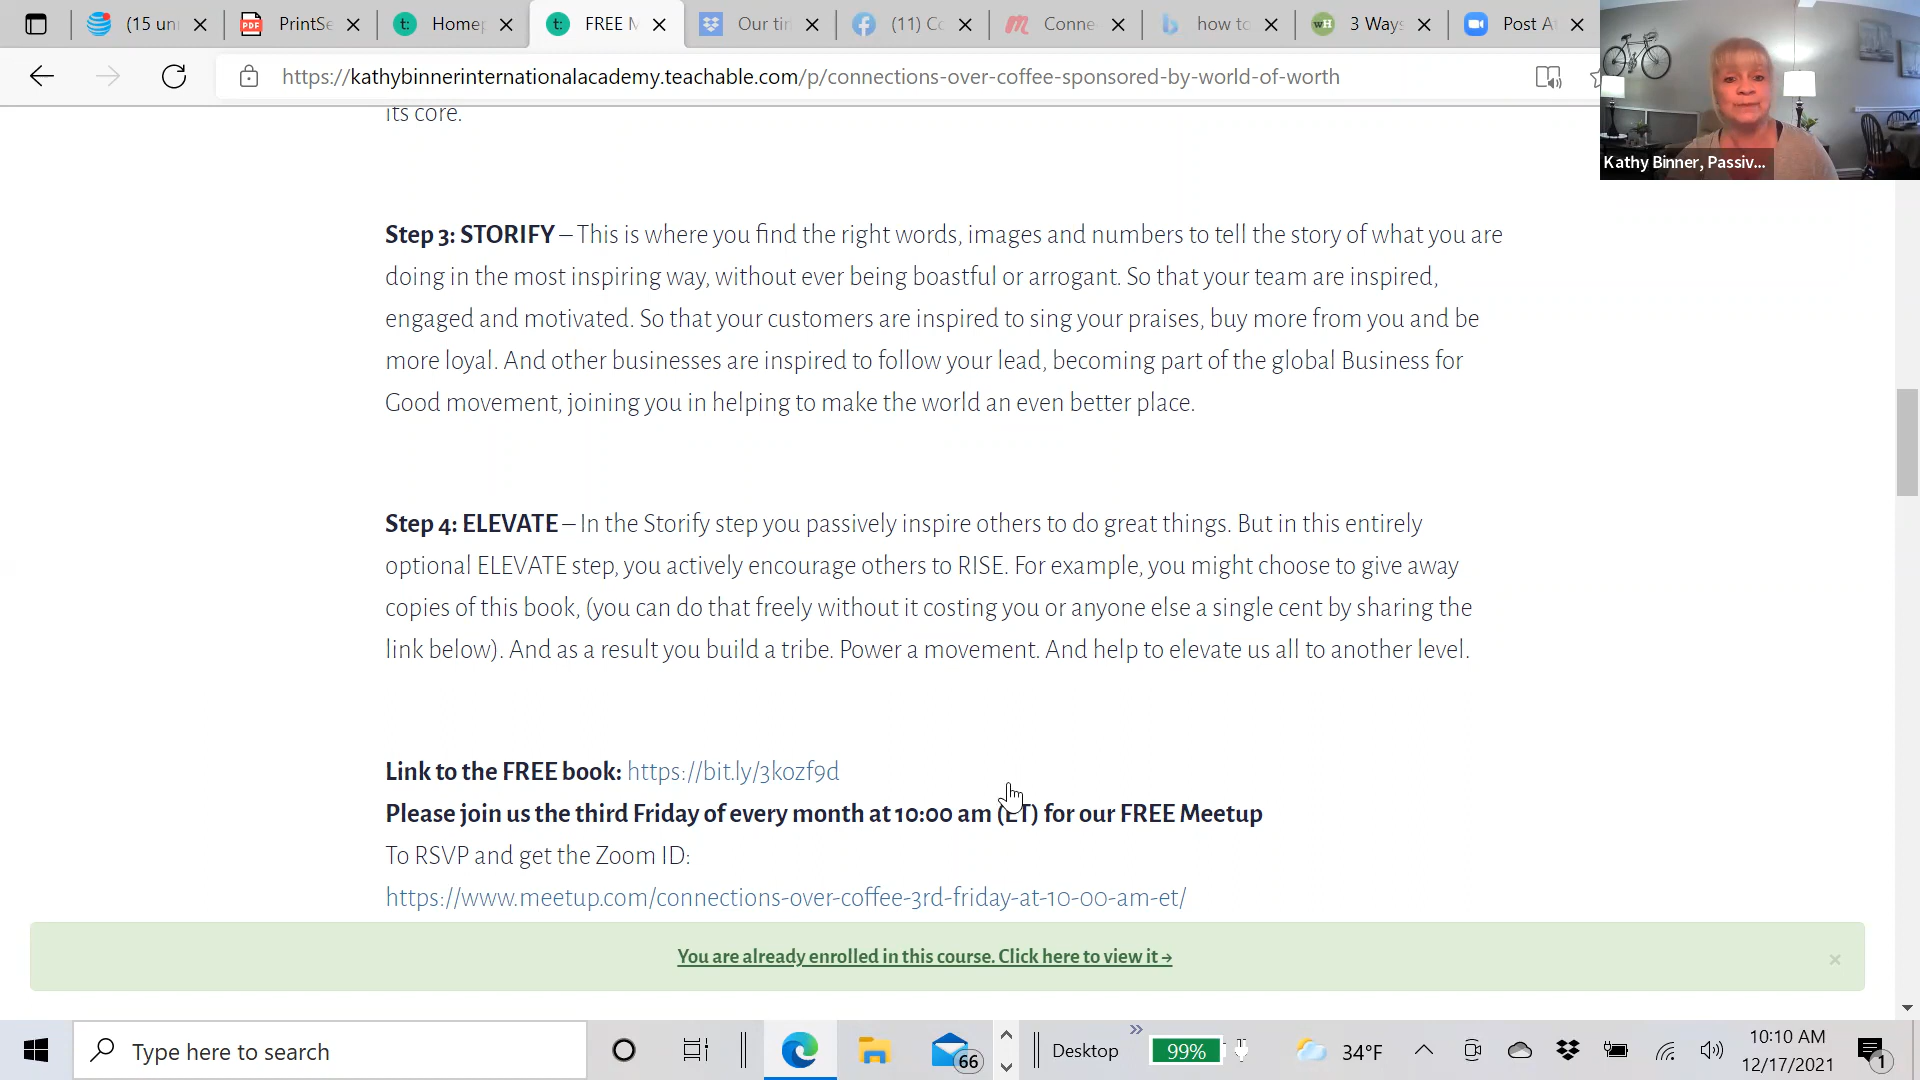 (15 un
PrintSe
Homep
FREE M
Our tin
(11) Co
Conne
how to
3 Ways
Post A
https://kathybinnerinternationalacademy.teachable.com/p/connections-over-coffee-sponsored-by-world-of-worth
Kathy Binner, Passiv...
its core.
Step 3: STORIFY – This is where you find the right words, images and numbers to tell the story of what you are
doing in the most inspiring way, without ever being boastful or arrogant. So that your team are inspired,
engaged and motivated. So that your customers are inspired to sing your praises, buy more from you and be
more loyal. And other businesses are inspired to follow your lead, becoming part of the global Business for
Good movement, joining you in helping to make the world an even better place.
Step 4: ELEVATE – In the Storify step you passively inspire others to do great things. But in this entirely
optional ELEVATE step, you actively encourage others to RISE. For example, you might choose to give away
copies of this book, (you can do that freely without it costing you or anyone else a single cent by sharing the
link below). And as a result you build a tribe. Power a movement. And help to elevate us all to another level.
Link to the FREE book: https://bit.ly/3kozf9d
Please join us the third Friday of every month at 10:00 am (ET) for our FREE Meetup
To RSVP and get the Zoom ID:
https://www.meetup.com/connections-over-coffee-3rd-friday-at-10-00-am-et/
You are already enrolled in this course. Click here to view it →
Type here to search
66
Desktop
99%
34°F
10:10 AM
12/17/2021
1